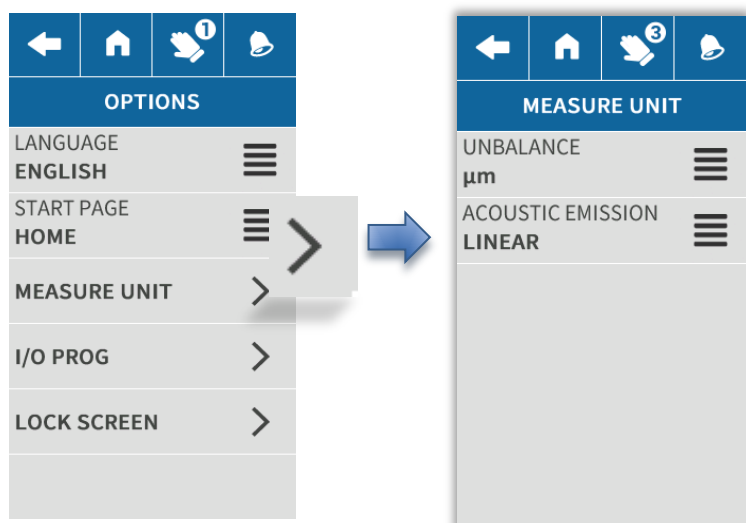 1
OPTIONS
LANGUAGE
ENGLISH
START PAGE
HOME
MEASURE UNIT
I/O PROG
LOCK SCREEN
3
MEASURE UNIT
UNBALANCE
µm
ACOUSTIC EMISSION
LINEAR